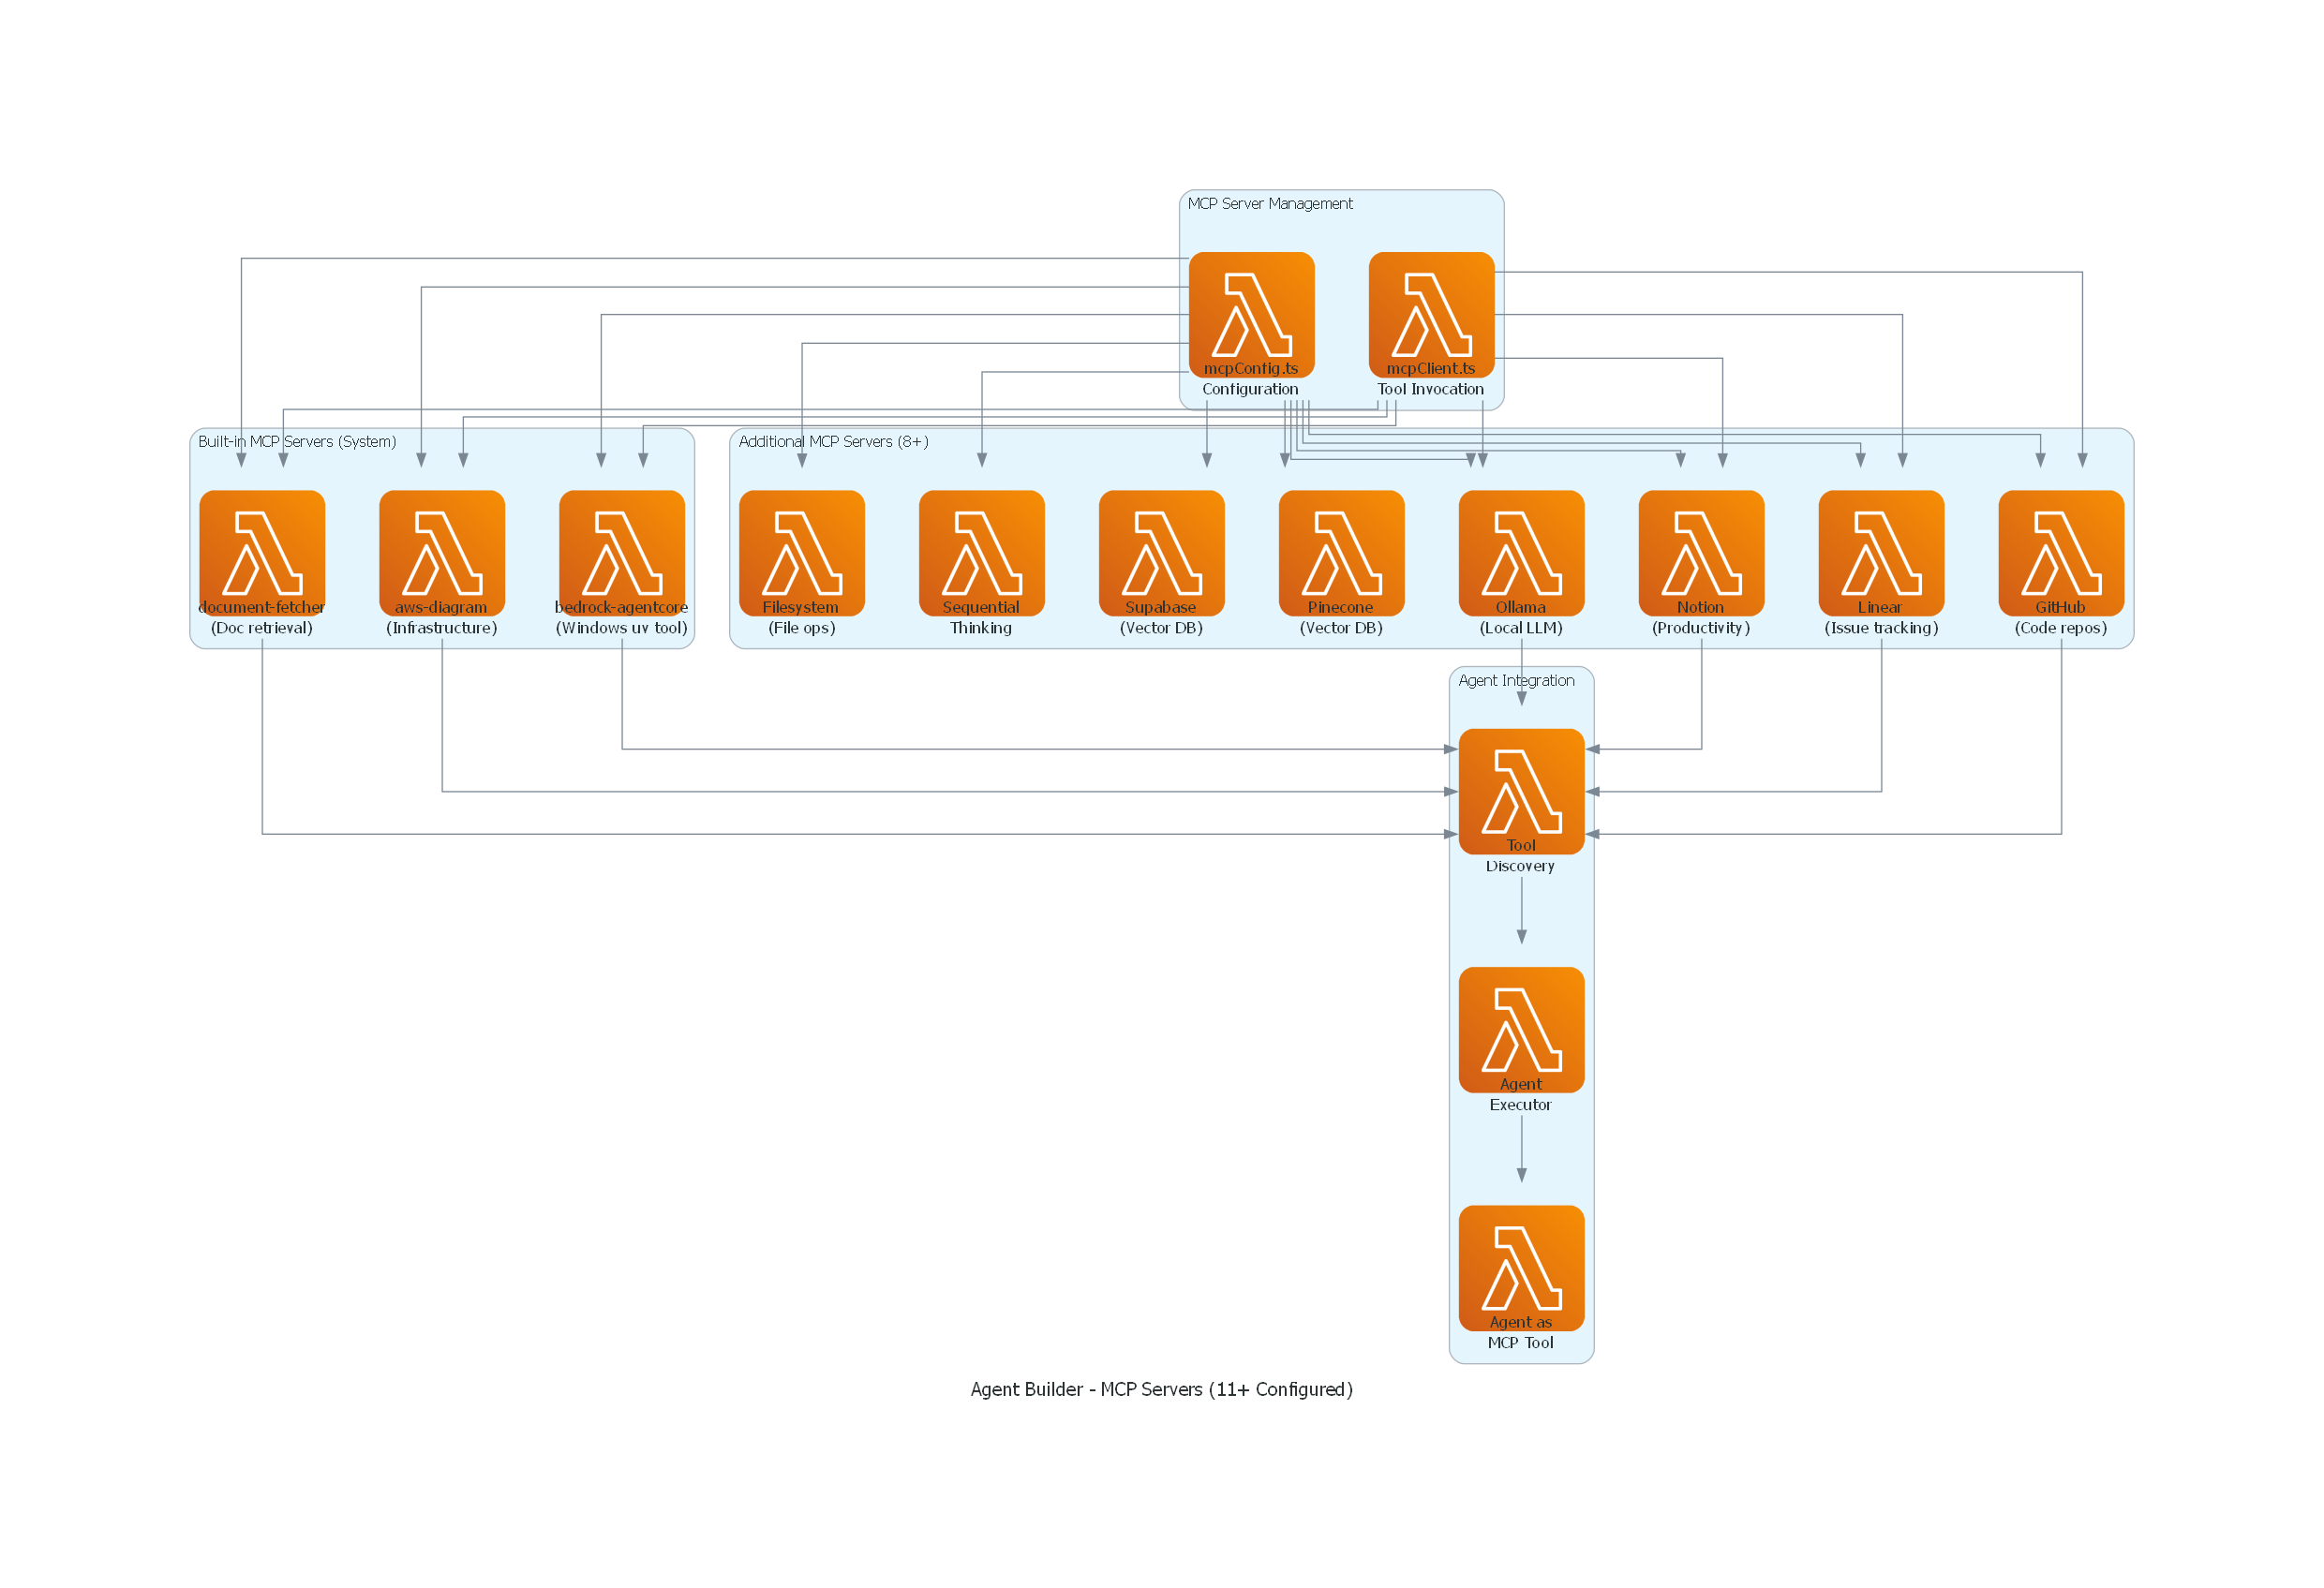 MCP Server Management
mcpConfig.ts
Configuration
mcpClient.ts
Tool Invocation
Built-in MCP Servers (System)
document-fetcher
(Doc retrieval)
aws-diagram
(Infrastructure)
bedrock-agentcore
(Windows uv tool)
Additional MCP Servers (8+)
Filesystem
(File ops)
Sequential
Thinking
Supabase
(Vector DB)
Pinecone
(Vector DB)
Ollama
(Local LLM)
Notion
(Productivity)
Linear
(Issue tracking)
GitHub
(Code repos)
Agent Integration
Tool
Discovery
Agent
Executor
Agent as
MCP Tool
Agent Builder - MCP Servers (11+ Configured)